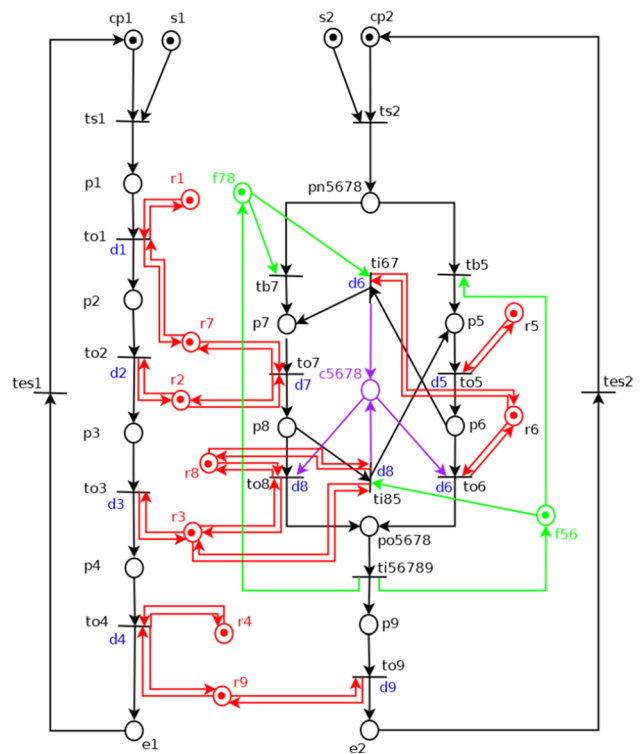 cp1 s1 s2 cp2
ts1 ts2
p1 r1 f78 pn5678
to1
d1 ti67
tb7 d6 tb5
p2 r7 p7 p5 r5
to2 to7
d2 r2 d7 c5678 d5 to5
tes1 tes2
p3 p8 p6 r6
r8 d8
to3 to8 d8 d6 to6
d3 r3 ti85
po5678 f56
p4 ti56789
to4 r4 p9
d4
r9 to9
d9
e1 e2